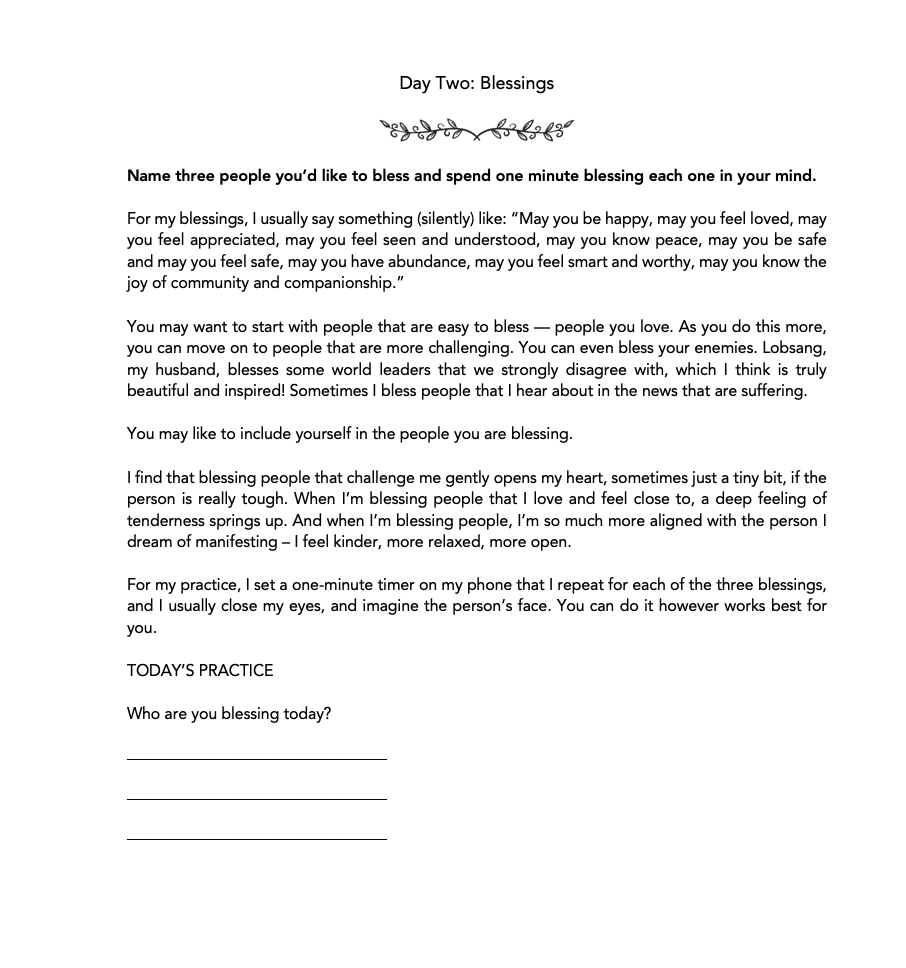 Day Two: Blessings
Name three people you’d like to bless and spend one minute blessing each one in your mind.
For my blessings, I usually say something (silently) like: “May you be happy, may you feel loved, may
you feel appreciated, may you feel seen and understood, may you know peace, may you be safe
and may you feel safe, may you have abundance, may you feel smart and worthy, may you know the
joy of community and companionship.”
You may want to start with people that are easy to bless — people you love. As you do this more,
you can move on to people that are more challenging. You can even bless your enemies. Lobsang,
my husband, blesses some world leaders that we strongly disagree with, which I think is truly
beautiful and inspired! Sometimes I bless people that I hear about in the news that are suffering.
You may like to include yourself in the people you are blessing.
I find that blessing people that challenge me gently opens my heart, sometimes just a tiny bit, if the
person is really tough. When I’m blessing people that I love and feel close to, a deep feeling of
tenderness springs up. And when I’m blessing people, I’m so much more aligned with the person I
dream of manifesting – I feel kinder, more relaxed, more open.
For my practice, I set a one-minute timer on my phone that I repeat for each of the three blessings,
and I usually close my eyes, and imagine the person’s face. You can do it however works best for
you.
TODAY’S PRACTICE
Who are you blessing today?